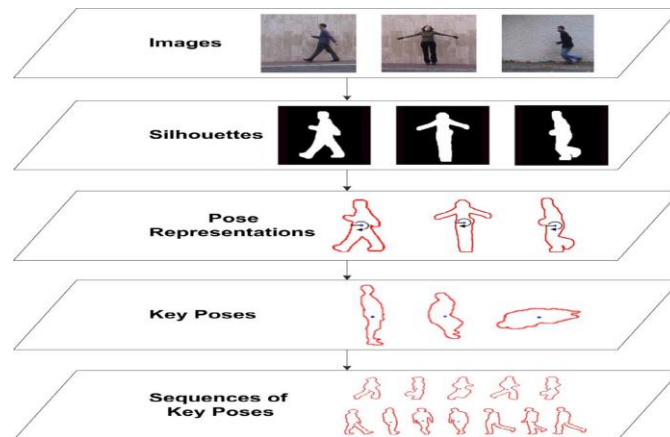 Images
Silhouettes
Pose
Representations
Key Poses
Sequences of
Key Poses